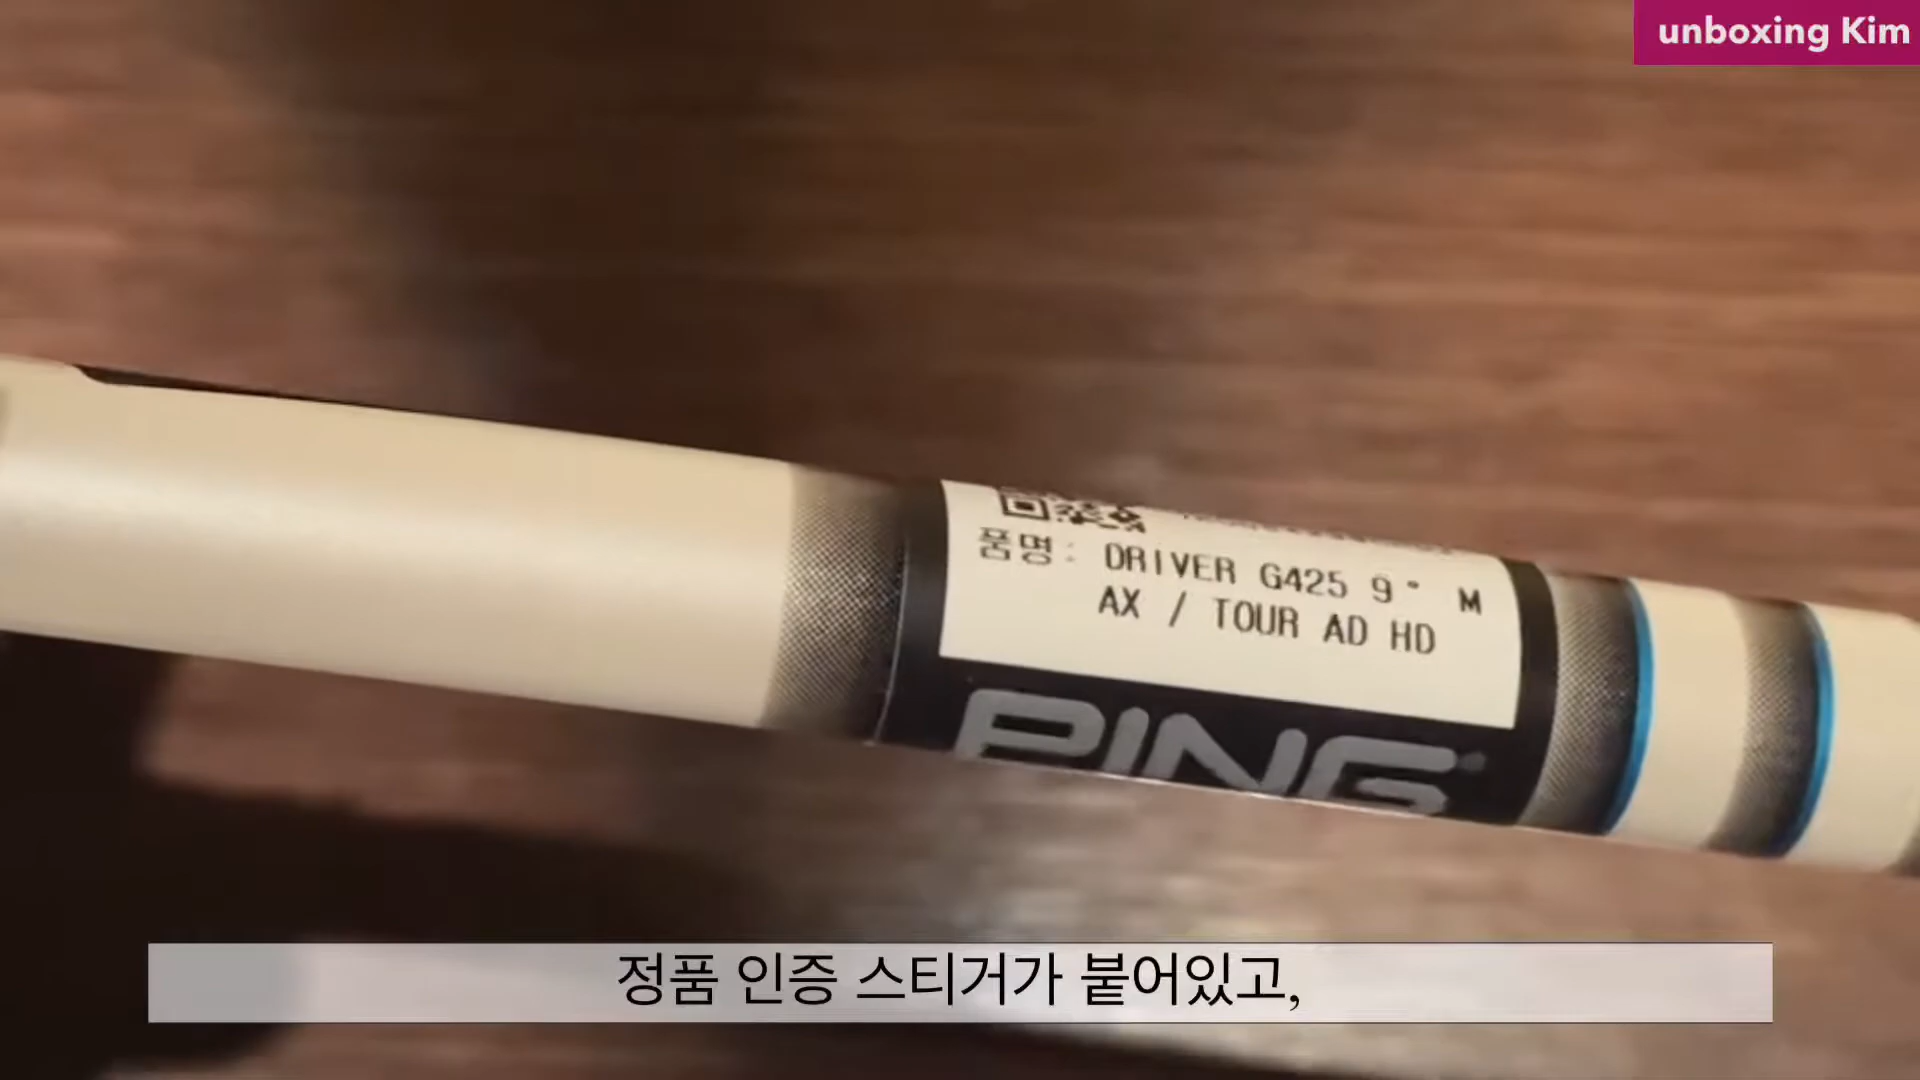 unboxing Kim
품명: DRIVER G425 9° M
AX / TOUR AD HD
PING
정품 인증 스티거가 붙어있고,